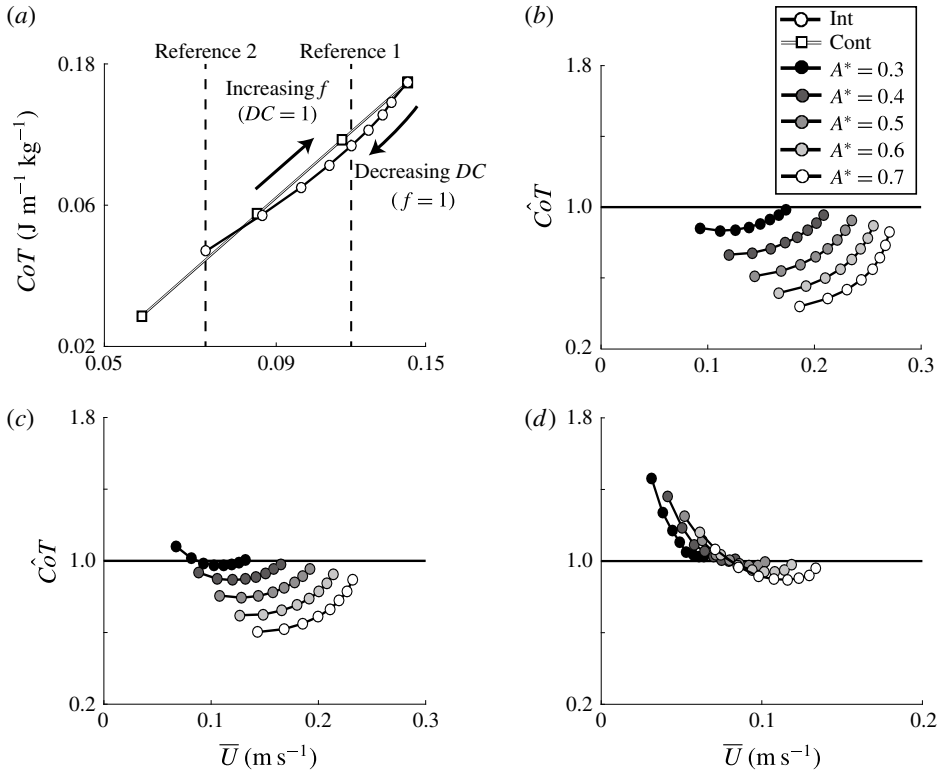 (a)
Reference 2
Reference 1
0.18
Increasing f
(DC = 1)
Decreasing DC
(f = 1)
0.06
0.02
CoT (J m⁻¹ kg⁻¹)
0.05
0.09
0.15
(b)
Int
Cont
A* = 0.3
A* = 0.4
A* = 0.5
A* = 0.6
A* = 0.7
1.8
1.0
0.2
CôT
0
0.1
0.2
0.3
(c)
1.8
1.0
0.2
CôT
0
0.1
0.2
0.3
U̅ (m s⁻¹)
(d)
1.8
1.0
0.2
0
0.1
0.2
U̅ (m s⁻¹)